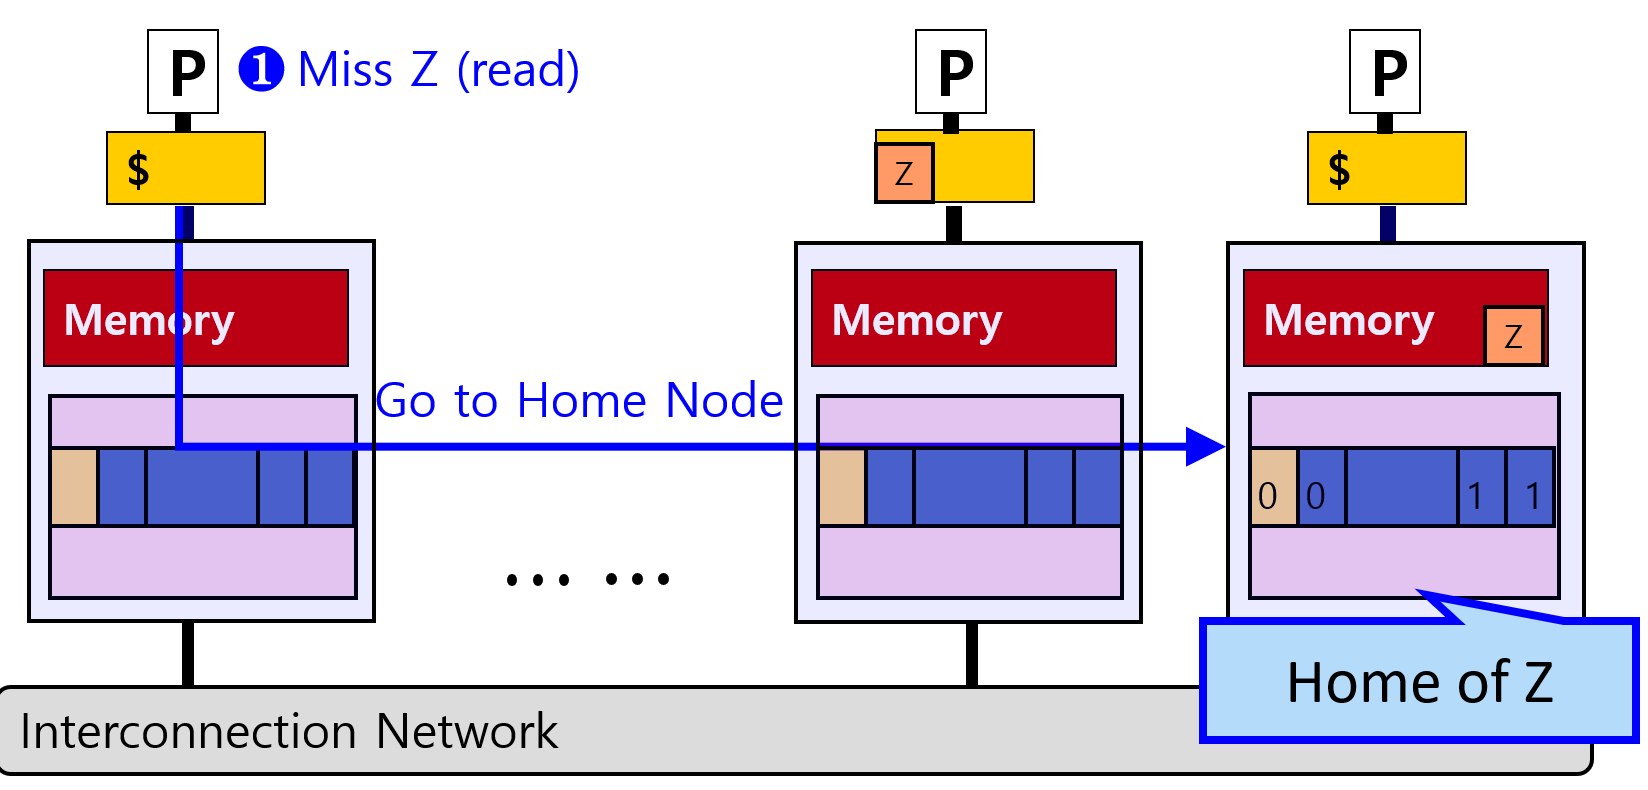 P
❶ Miss Z (read)
P
P
$
Z
$
Memory
Memory
Memory
Z
Go to Home Node
0 0 1 1
... ...
Home of Z
Interconnection Network